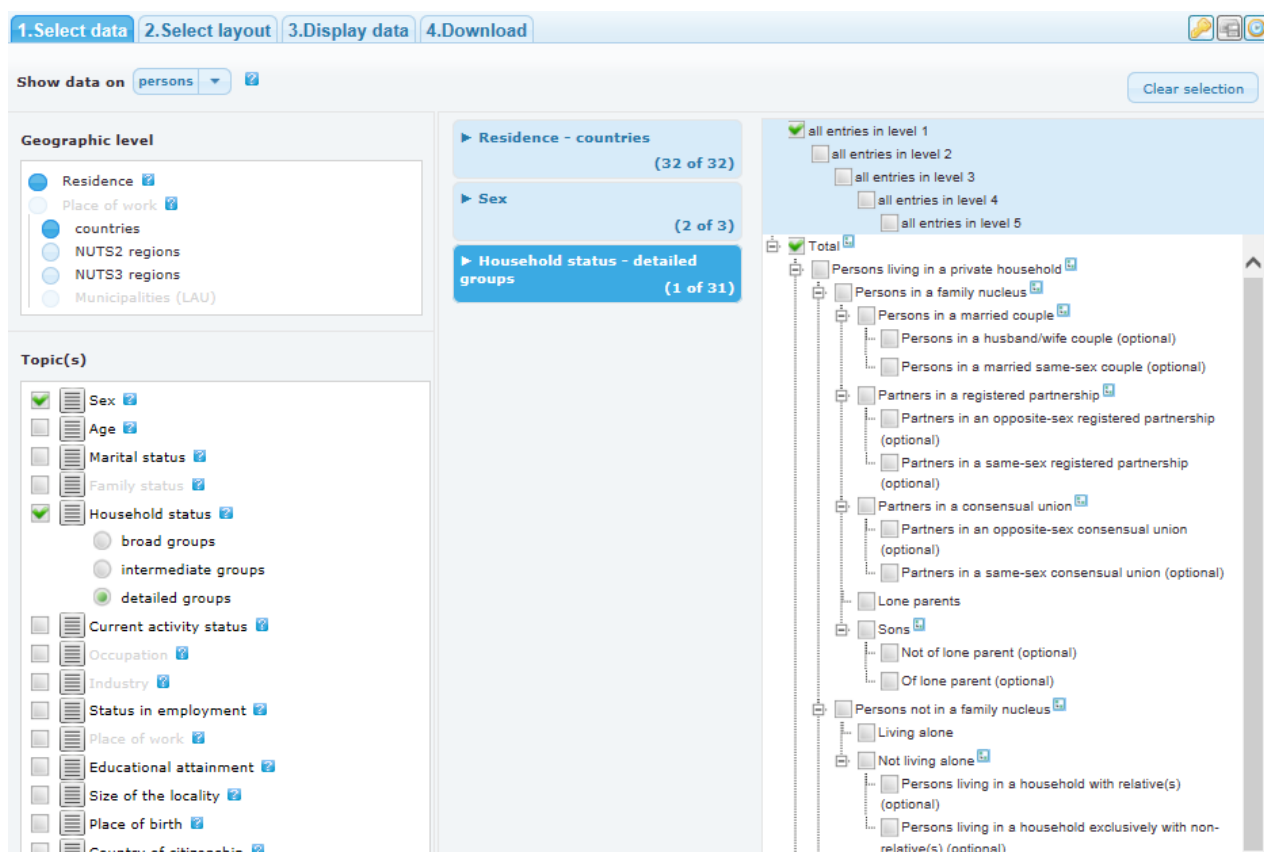 1.Select data 2.Select layout 3.Display data 4.Download
Show data on persons
Clear selection
Geographic level
Residence
Place of work
countries
NUTS2 regions
NUTS3 regions
Municipalities (LAU)
Topic(s)
Sex
Age
Marital status
Family status
Household status
broad groups
intermediate groups
detailed groups
Current activity status
Occupation
Industry
Status in employment
Place of work
Educational attainment
Size of the locality
Place of birth
Country of citizenship
► Residence - countries
(32 of 32)
► Sex
(2 of 3)
► Household status - detailed
groups
(1 of 31)
all entries in level 1
all entries in level 2
all entries in level 3
all entries in level 4
all entries in level 5
Total
Persons living in a private household
Persons in a family nucleus
Persons in a married couple
Persons in a husband/wife couple (optional)
Persons in a married same-sex couple (optional)
Partners in a registered partnership
Partners in an opposite-sex registered partnership
(optional)
Partners in a same-sex registered partnership
(optional)
Partners in a consensual union
Partners in an opposite-sex consensual union
(optional)
Partners in a same-sex consensual union (optional)
Lone parents
Sons
Not of lone parent (optional)
Of lone parent (optional)
Persons not in a family nucleus
Living alone
Not living alone
Persons living in a household with relative(s)
(optional)
Persons living in a household exclusively with non-
relative(s) (optional)